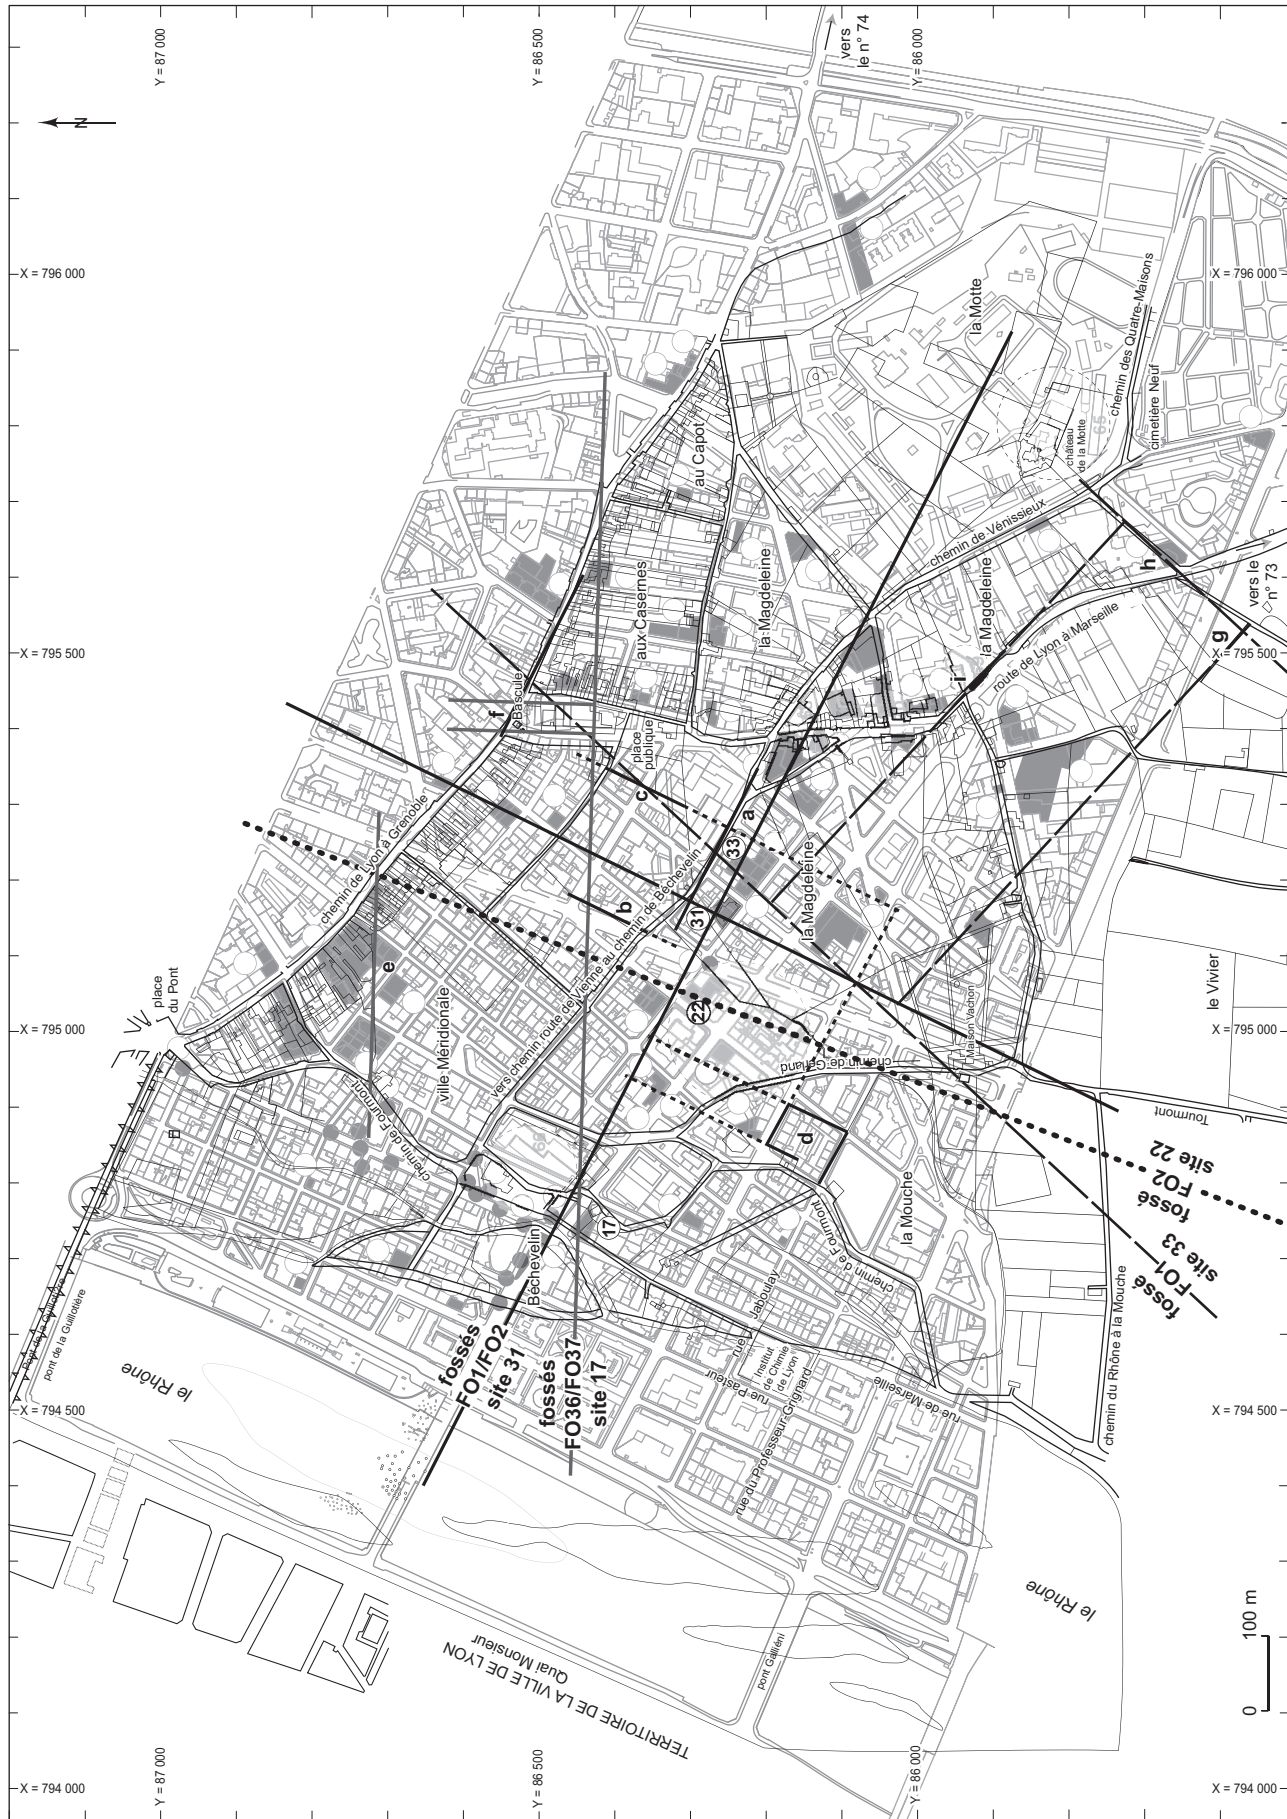 Y = 87 000
Y = 86 500
Y = 86 000
vers
le n° 74
N
X = 796 000
X = 796 000
X = 795 500
X = 795 500
X = 795 000
X = 795 000
X = 794 500
X = 794 500
X = 794 000
X = 794 000
Y = 87 000
Y = 86 500
Y = 86 000
la Motte
château
de la Motte
65
chemin des Quatre-Maisons
cimetière Neuf
au Capot
aux Casernes
la Magdeleine
chemin de Vénissieux
la Magdeleine
route de Lyon à Marseille
h
g
i
vers le
n° 73
Bascule
f
place
publique
c
a
33
chemin de Lyon à Grenoble
b
31
la Magdeleine
vers chemin route de Vienne au chemin de Béchevelin
place
du Pont
e
ville Méridionale
22
chemin de Gerland
Maison Vachon
le Vivier
Tourmont
chemin de Fourmont
d
la Mouche
chemin de Fourmont
17
Béchevelin
fossé
FO2
site 22
fossé
FO1
site 33
chemin du Rhône à la Mouche
fossés
FO1/FO2
site 31
fossés
FO36/FO37
site 17
rue Jaboulay
rue Pasteur
Institut
de Chimie
de Lyon
rue du Professeur-Grignard
rue de Marseille
Pont de la Guillotière
pont de la Guillotière
le Rhône
le Rhône
pont Galliéni
Quai Monsieur
TERRITOIRE DE LA VILLE DE LYON
0
100 m